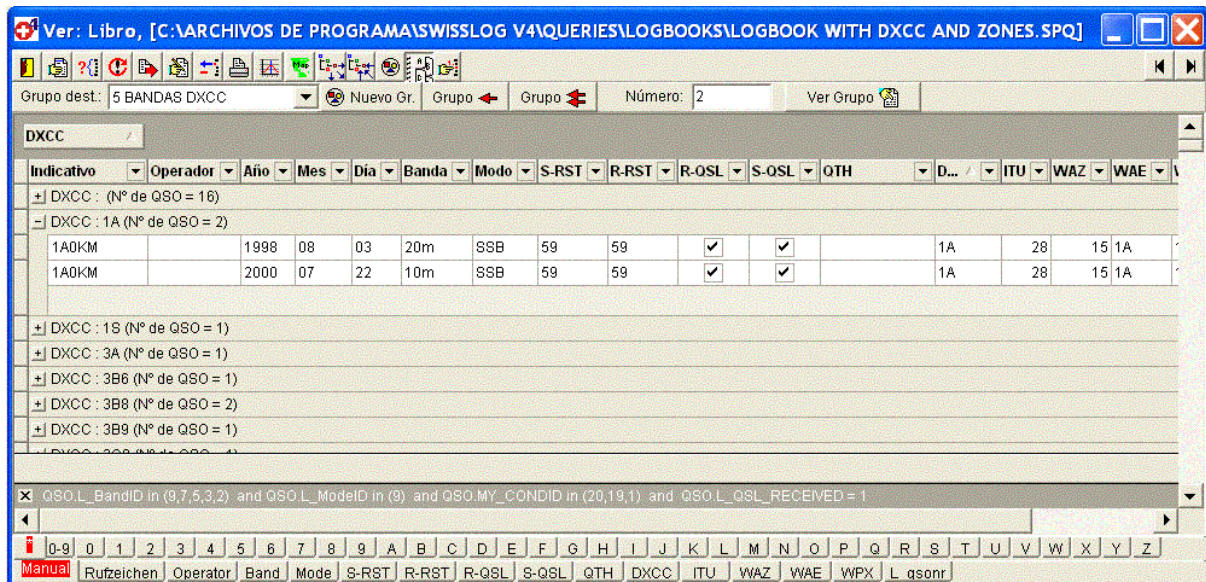 Ver: Libro, [C:\ARCHIVOS DE PROGRAMA\SWISSLOG V4\QUERIES\LOGBOOKS\LOGBOOK WITH DXCC AND ZONES.SPQ]
Grupo dest.: 5 BANDAS DXCC Nuevo Gr. Grupo Grupo Número: 2 Ver Grupo
DXCC
Indicativo Operador Año Mes Día Banda Modo S-RST R-RST R-QSL S-QSL QTH D... ITU WAZ WAE
DXCC : (Nº de QSO = 16)
DXCC : 1A (Nº de QSO = 2)
1A0KM 1998 08 03 20m SSB 59 59 1A 28 15 1A
1A0KM 2000 07 22 10m SSB 59 59 1A 28 15 1A
DXCC : 1S (Nº de QSO = 1)
DXCC : 3A (Nº de QSO = 1)
DXCC : 3B6 (Nº de QSO = 1)
DXCC : 3B8 (Nº de QSO = 2)
DXCC : 3B9 (Nº de QSO = 1)
QSO.L_BandID in (9,7,5,3,2) and QSO.L_ModeID in (9) and QSO.MY_CONDID in (20,19,1) and QSO.L_QSL_RECEIVED = 1
* 0-9 0 1 2 3 4 5 6 7 8 9 A B C D E F G H I J K L M N O P Q R S T U V W X Y Z
Manual Rufzeichen Operator Band Mode S-RST R-RST R-QSL S-QSL QTH DXCC ITU WAZ WAE WPX L_qsonr